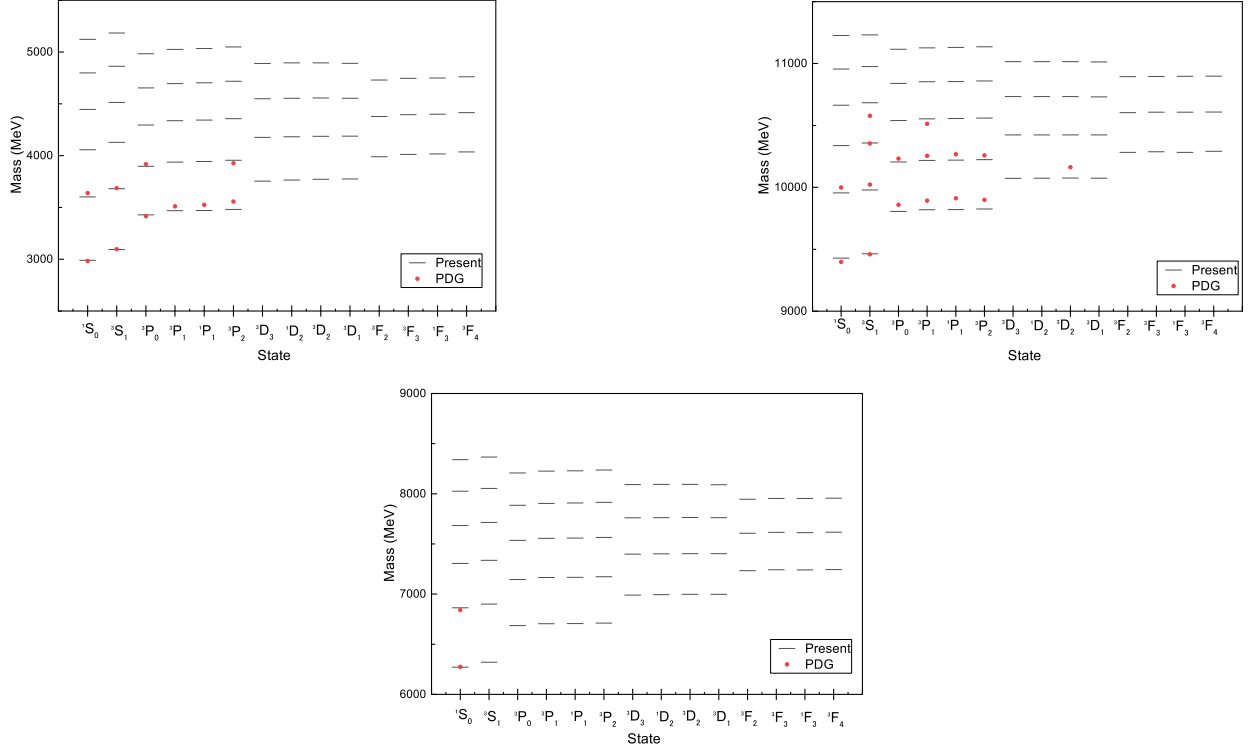 5000
4000
3000
Mass (MeV)
Present
PDG
¹S₀ ³S₁ ³P₀ ³P₁ ¹P₁ ³P₂ ³D₃ ¹D₂ ³D₂ ³D₁ ³F₂ ³F₃ ¹F₃ ³F₄
State
11000
10000
9000
Mass (MeV)
Present
PDG
¹S₀ ³S₁ ³P₀ ³P₁ ¹P₁ ³P₂ ³D₃ ¹D₂ ³D₂ ³D₁ ³F₂ ³F₃ ¹F₃ ³F₄
State
9000
8000
7000
6000
Mass (MeV)
Present
PDG
¹S₀ ³S₁ ³P₀ ³P₁ ¹P₁ ³P₂ ³D₃ ¹D₂ ³D₂ ³D₁ ³F₂ ³F₃ ¹F₃ ³F₄
State